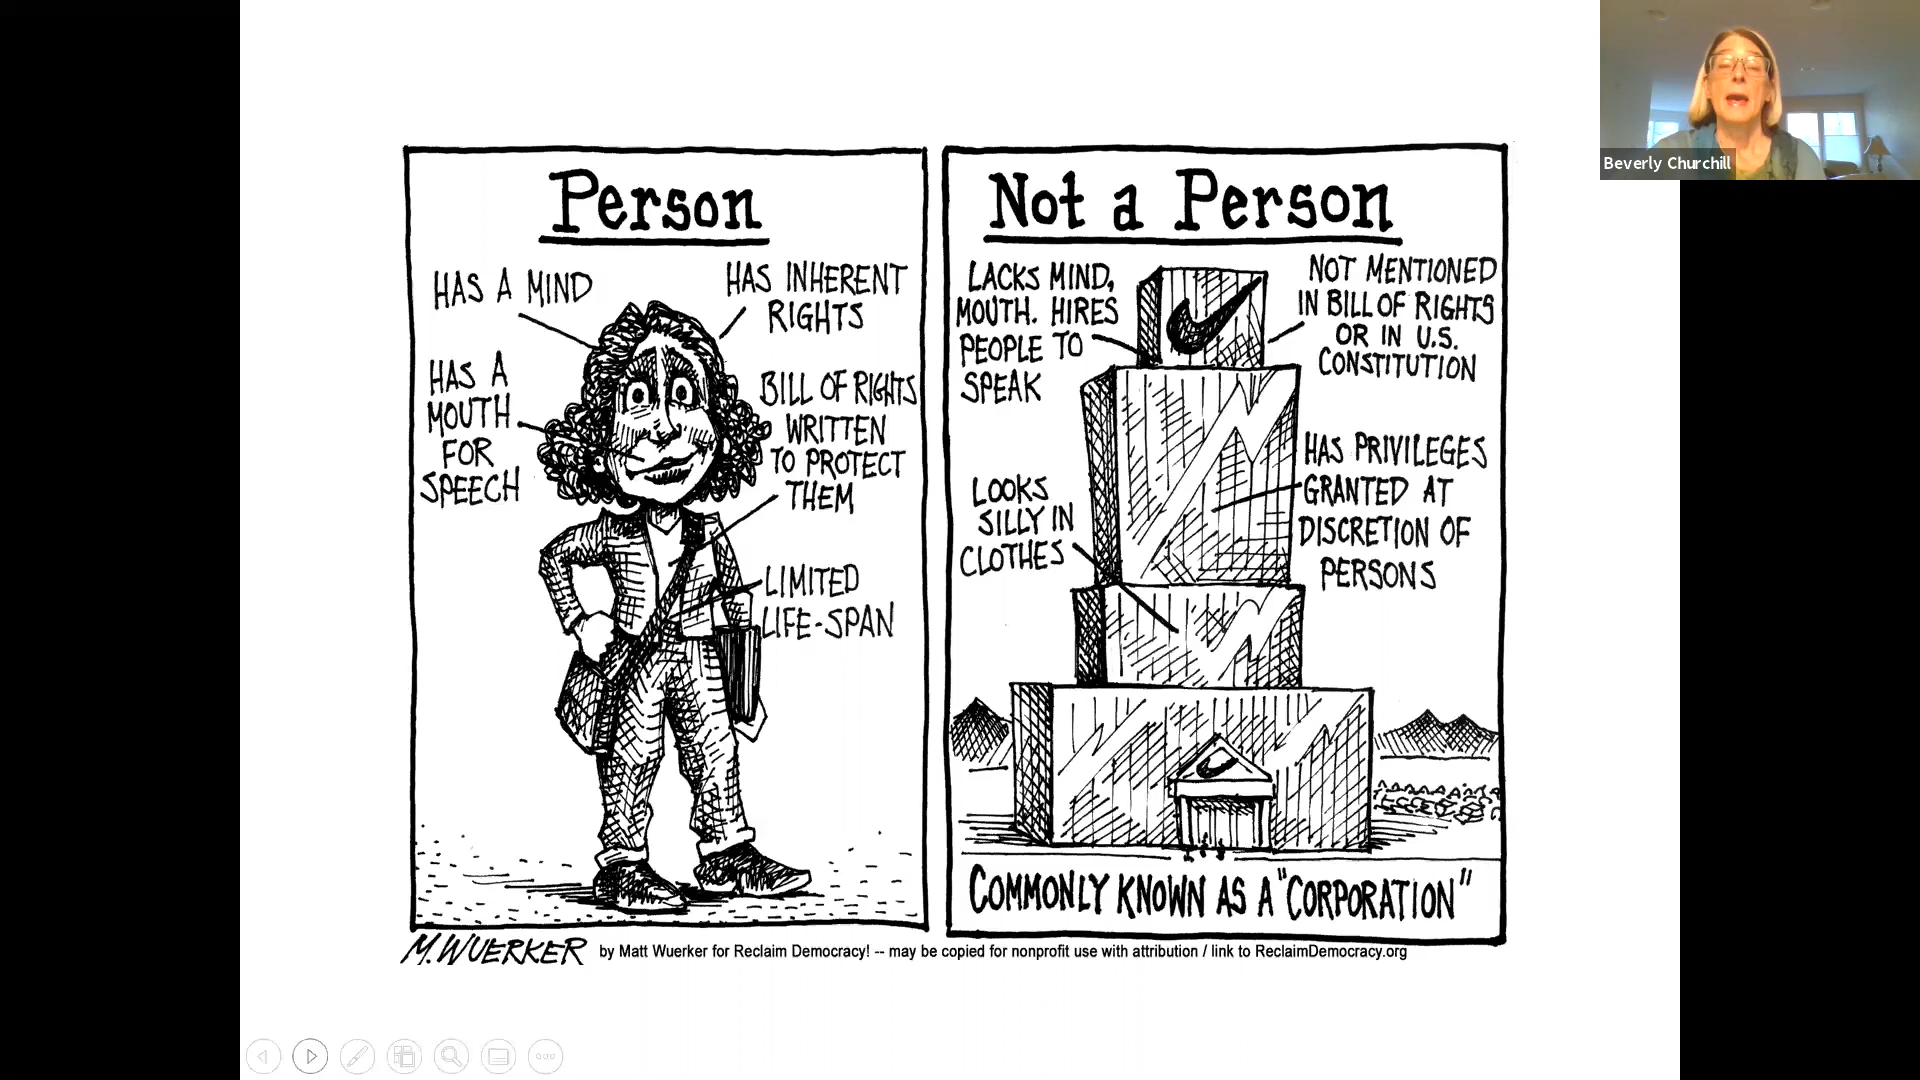 Beverly Churchill
Person
HAS A MIND
HAS INHERENT
RIGHTS
HAS A
MOUTH
FOR
SPEECH
BILL OF RIGHTS
WRITTEN
TO PROTECT
THEM
LIMITED
LIFE-SPAN
Not a Person
LACKS MIND,
MOUTH. HIRES
PEOPLE TO
SPEAK
NOT MENTIONED
IN BILL OF RIGHTS
OR IN U.S.
CONSTITUTION
LOOKS
SILLY IN
CLOTHES
HAS PRIVILEGES
GRANTED AT
DISCRETION OF
PERSONS
COMMONLY KNOWN AS A "CORPORATION"
M.WUERKER
by Matt Wuerker for Reclaim Democracy! -- may be copied for nonprofit use with attribution / link to ReclaimDemocracy.org